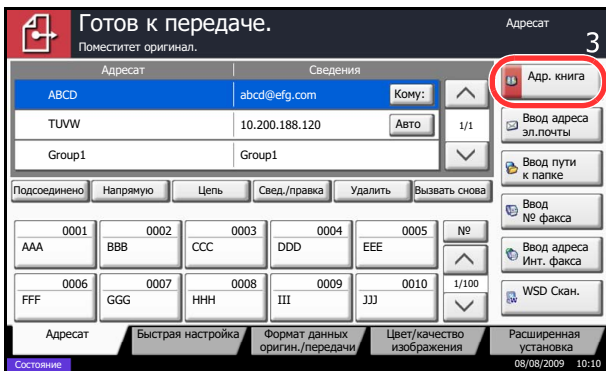 Готов к передаче.
Адресат
Поместитет оригинал.
3
Адресат Сведения
ABCD abcd@efg.com Кому:
TUVW 10.200.188.120 Авто 1/1
Group1 Group1
Адр. книга
Ввод адреса
эл.почты
Ввод пути
к папке
Ввод
№ факса
Ввод адреса
Инт. факса
WSD Скан.
Подсоединено Напрямую Цепь Свед./правка Удалить Вызвать снова
0001 0002 0003 0004 0005 №
AAA BBB CCC DDD EEE
0006 0007 0008 0009 0010 1/100
FFF GGG HHH III JJJ
Адресат Быстрая настройка Формат данных Цвет/качество Расширенная
оригин./передачи изображения установка
Состояние 08/08/2009 10:10